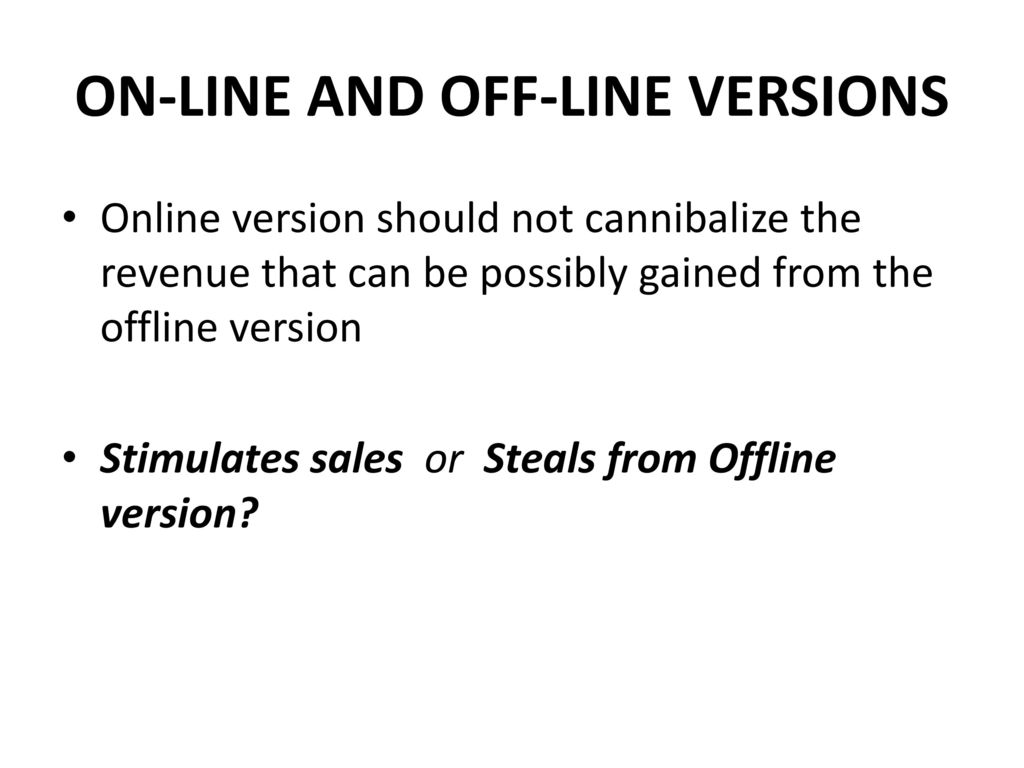 ON-LINE AND OFF-LINE VERSIONS
• Online version should not cannibalize the
revenue that can be possibly gained from the
offline version
• Stimulates sales or Steals from Offline
version?